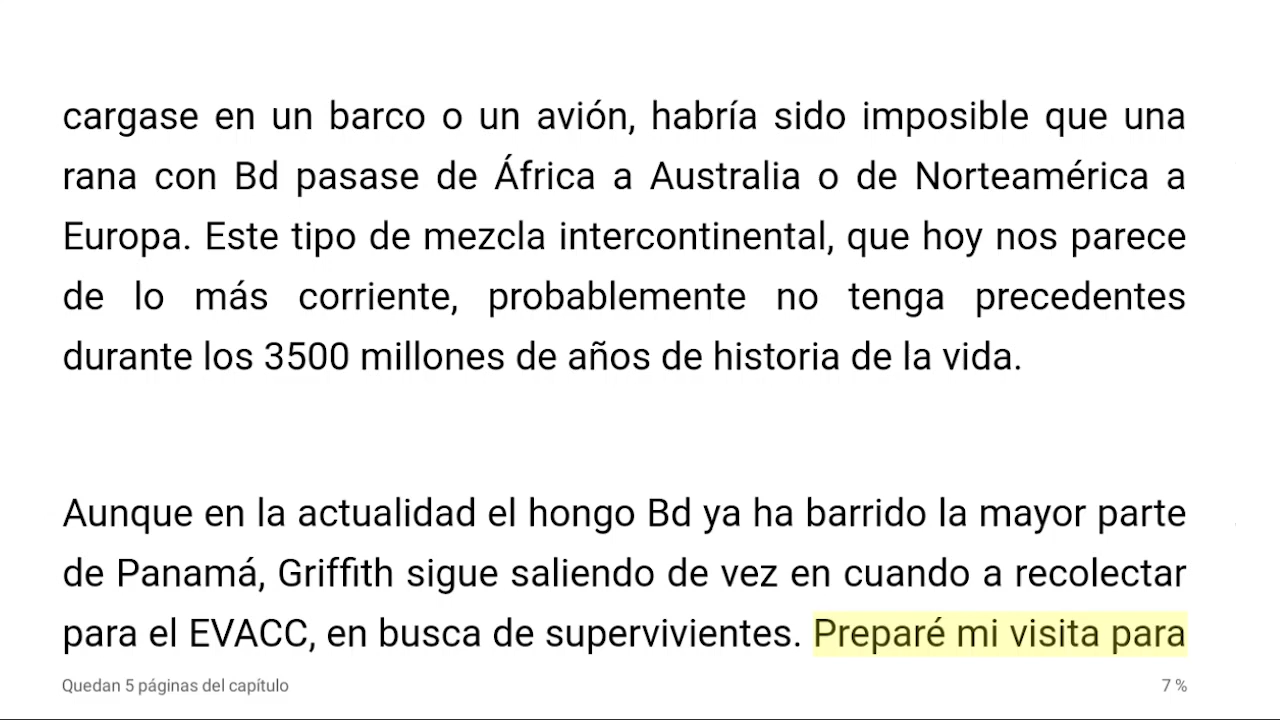 cargase en un barco o un avión, habría sido imposible que una
rana con Bd pasase de África a Australia o de Norteamérica a
Europa. Este tipo de mezcla intercontinental, que hoy nos parece
de lo más corriente, probablemente no tenga precedentes
durante los 3500 millones de años de historia de la vida.
Aunque en la actualidad el hongo Bd ya ha barrido la mayor parte
de Panamá, Griffith sigue saliendo de vez en cuando a recolectar
para el EVACC, en busca de supervivientes. Preparé mi visita para
Quedan 5 páginas del capítulo
7 %